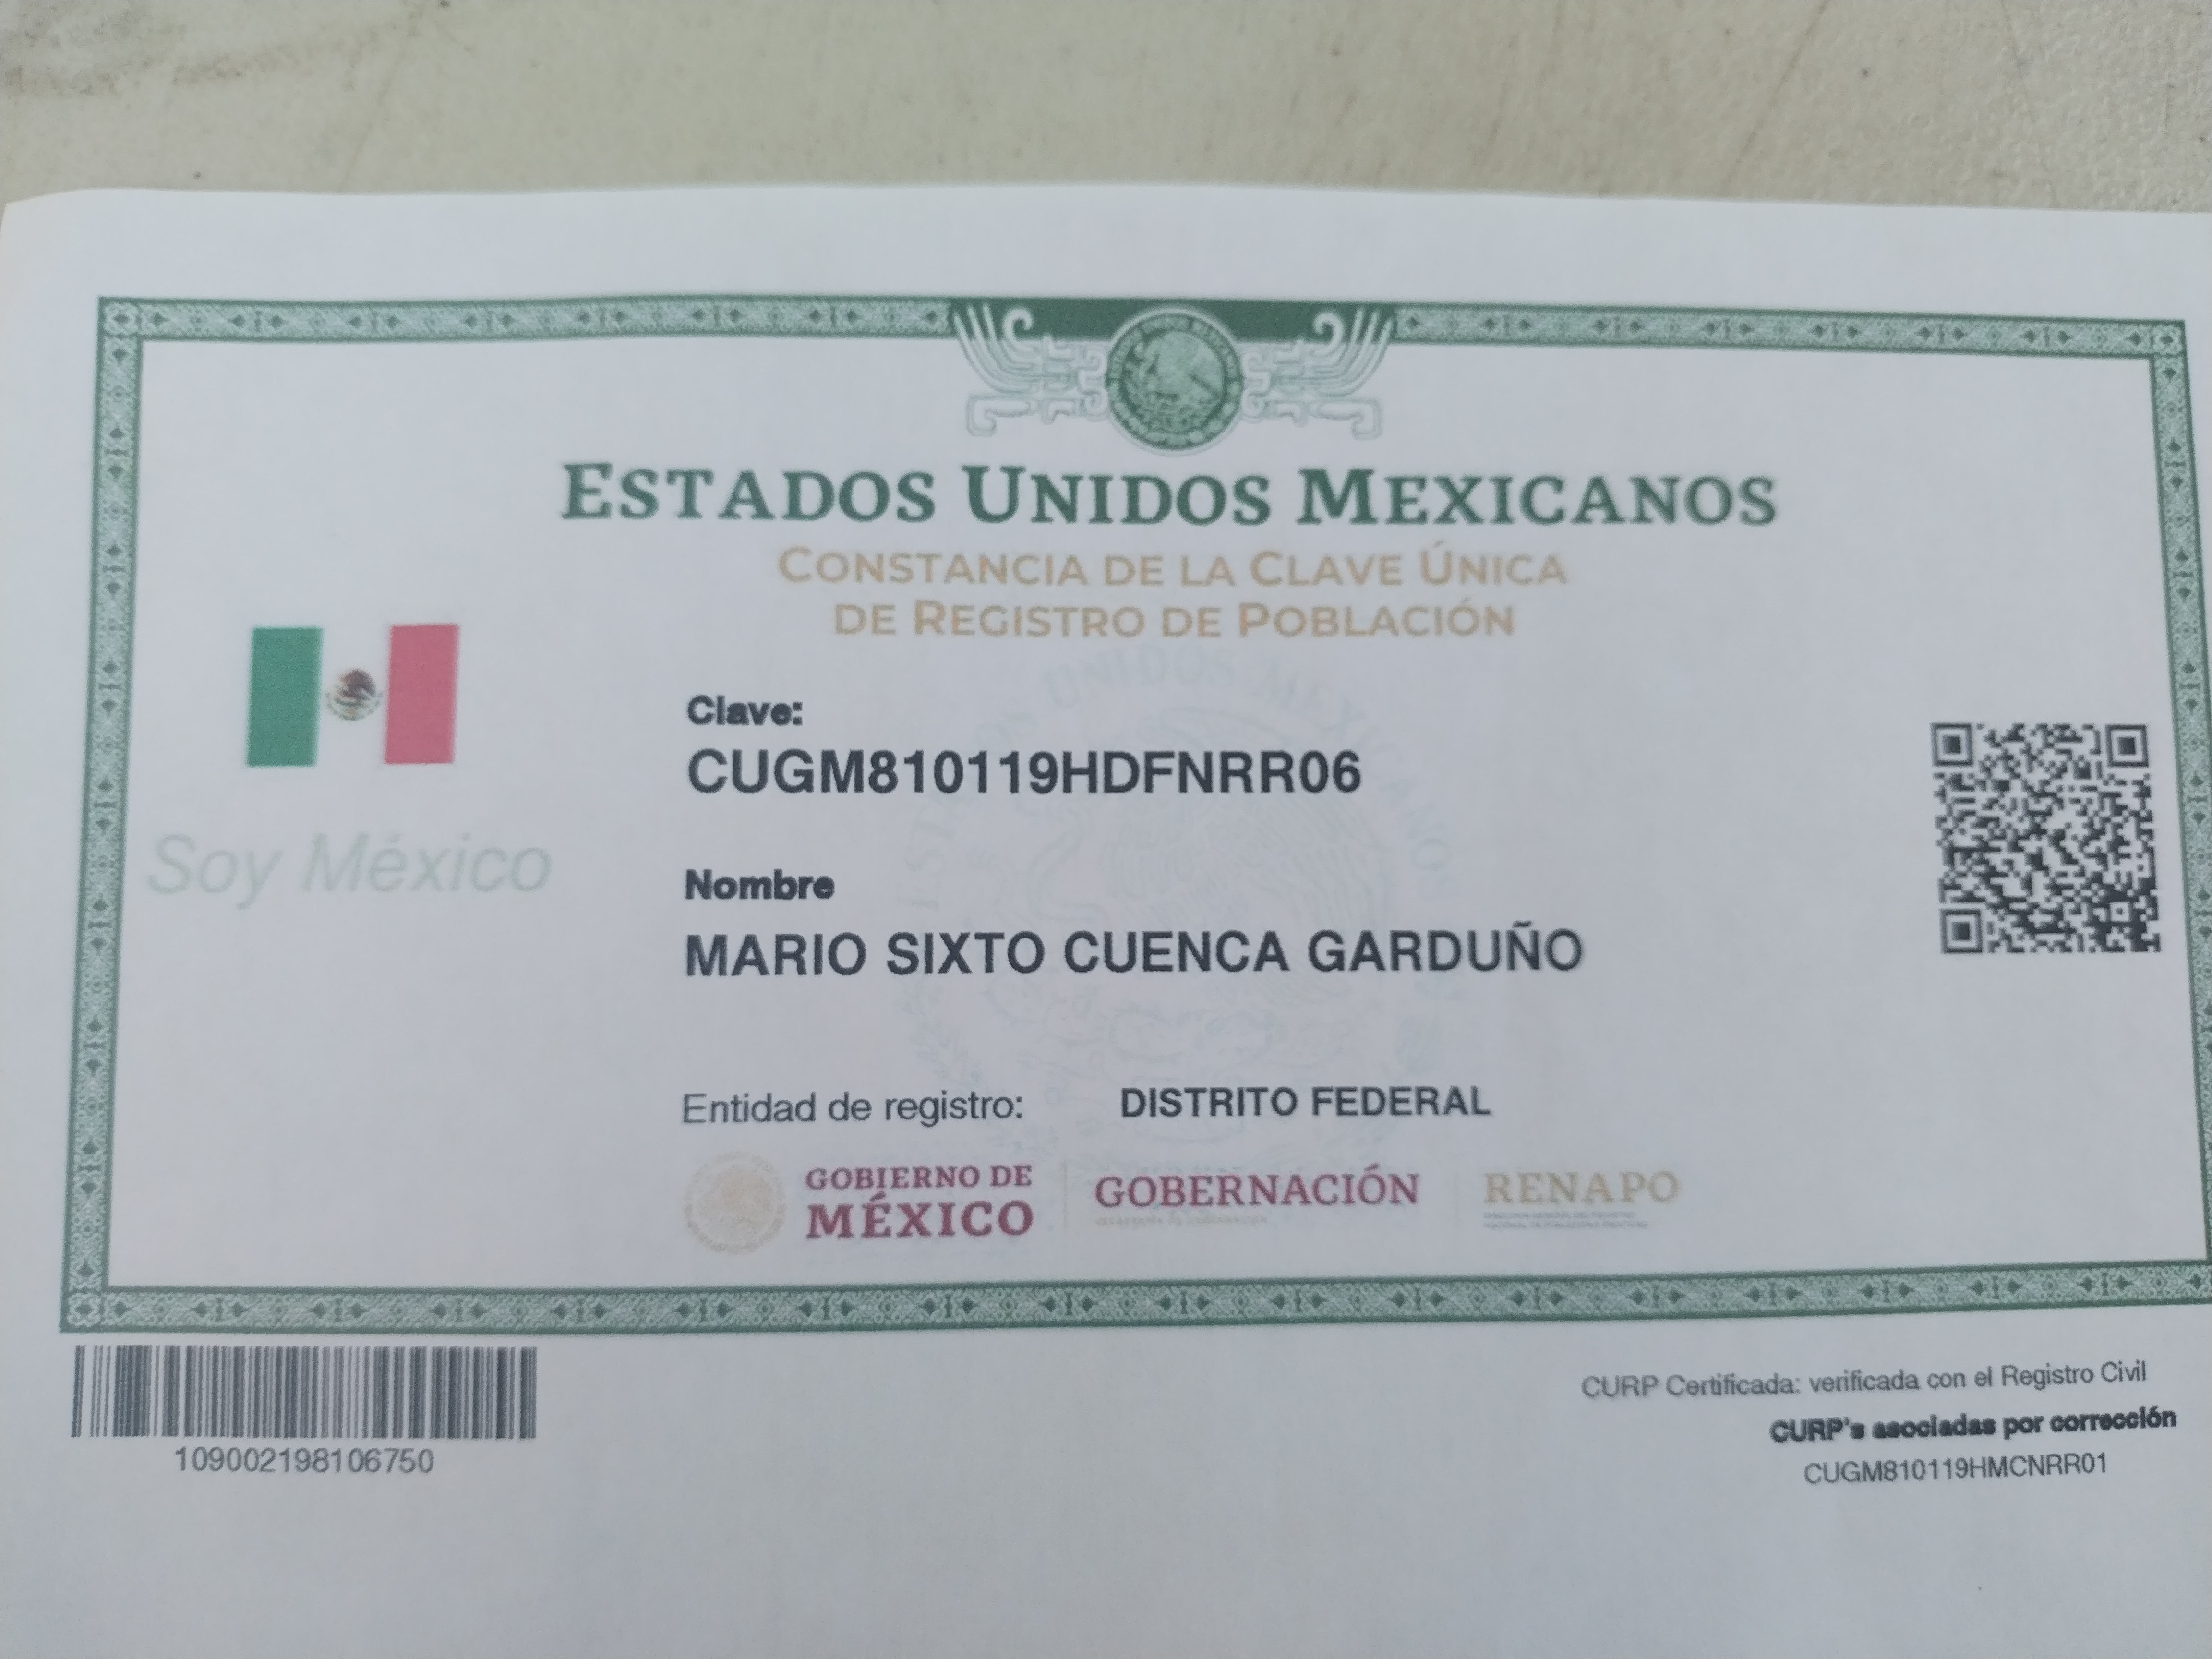 ESTADOS UNIDOS MEXICANOS
CONSTANCIA DE LA CLAVE ÚNICA
DE REGISTRO DE POBLACIÓN
Soy México
Clave:
CUGM810119HDFNRR06
Nombre
MARIO SIXTO CUENCA GARDUÑO
Entidad de registro: DISTRITO FEDERAL
GOBIERNO DE
MÉXICO
GOBERNACIÓN
RENAPO
109002198106750
CURP Certificada: verificada con el Registro Civil
CURP's asociadas por corrección
CUGM810119HMCNRR01